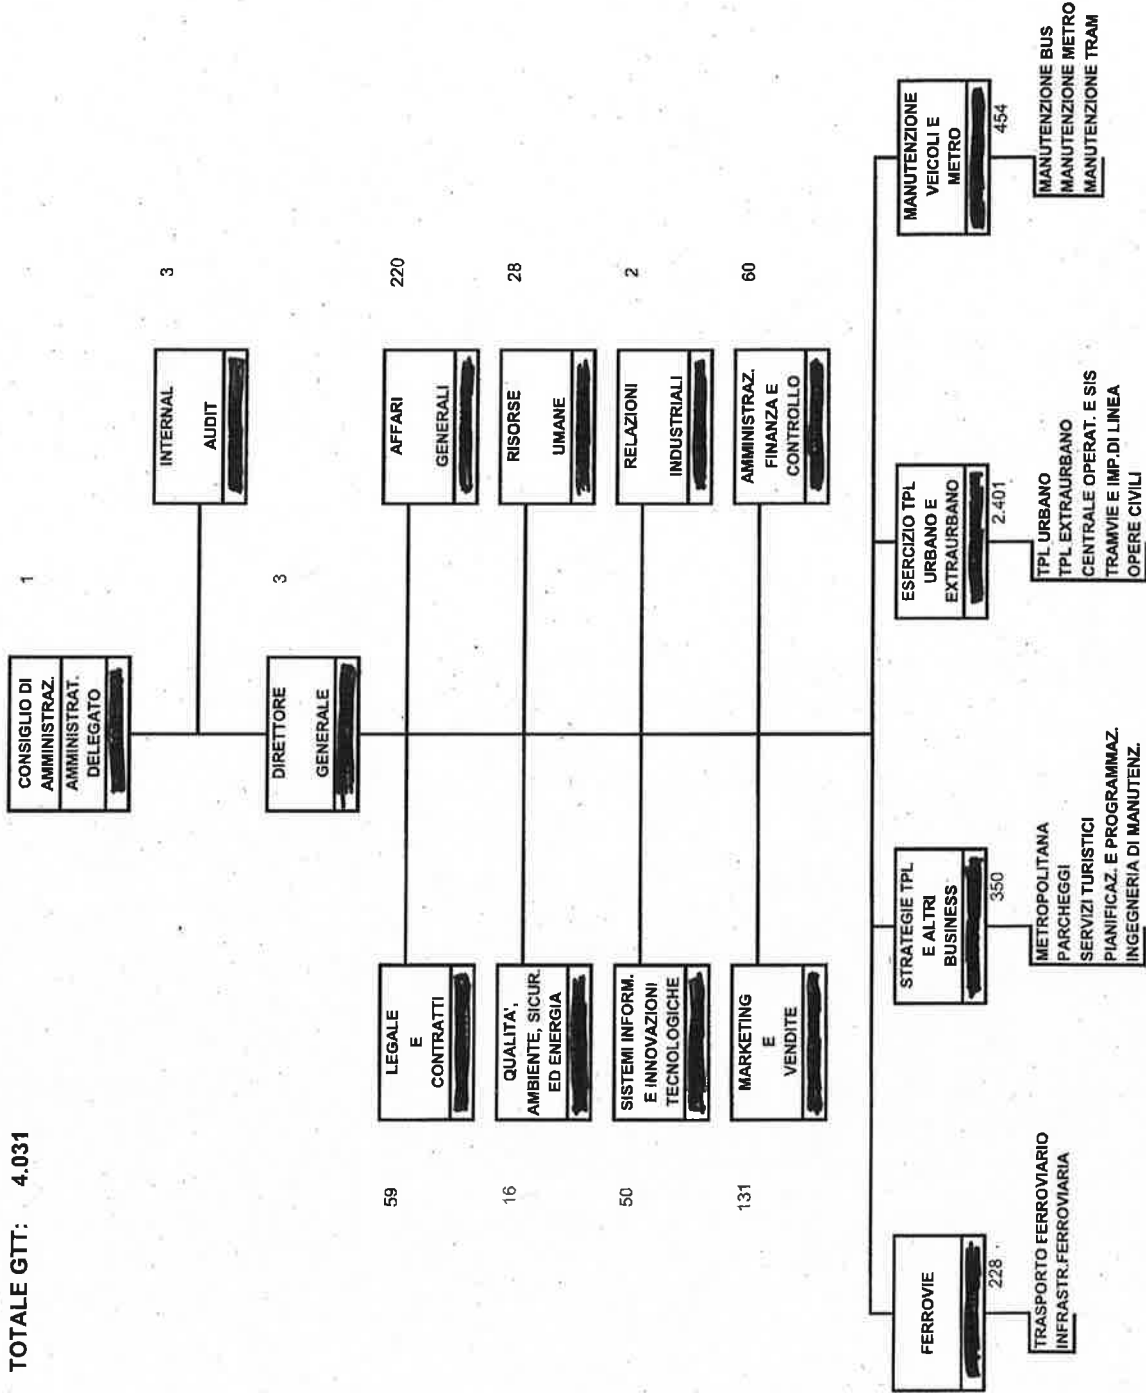 TOTALE GTT: 4.031
CONSIGLIO DI
AMMINISTRAZ.
AMMINISTRAT.
DELEGATO
1
INTERNAL
AUDIT
3
DIRETTORE
GENERALE
3
59
LEGALE
E
CONTRATTI
AFFARI
GENERALI
220
16
QUALITA',
AMBIENTE, SICUR.
ED ENERGIA
RISORSE
UMANE
28
50
SISTEMI INFORM.
E INNOVAZIONI
TECNOLOGICHE
RELAZIONI
INDUSTRIALI
2
131
MARKETING
E
VENDITE
AMMINISTRAZ.
FINANZA E
CONTROLLO
60
FERROVIE
228
TRASPORTO FERROVIARIO
INFRASTR.FERROVIARIA
STRATEGIE TPL
E ALTRI
BUSINESS
350
METROPOLITANA
PARCHEGGI
SERVIZI TURISTICI
PIANIFICAZ. E PROGRAMMAZ.
INGEGNERIA DI MANUTENZ.
ESERCIZIO TPL
URBANO E
EXTRAURBANO
2.401
TPL URBANO
TPL EXTRAURBANO
CENTRALE OPERAT. E SIS
TRAMVIE E IMP.DI LINEA
OPERE CIVILI
MANUTENZIONE
VEICOLI E
METRO
454
MANUTENZIONE BUS
MANUTENZIONE METRO
MANUTENZIONE TRAM